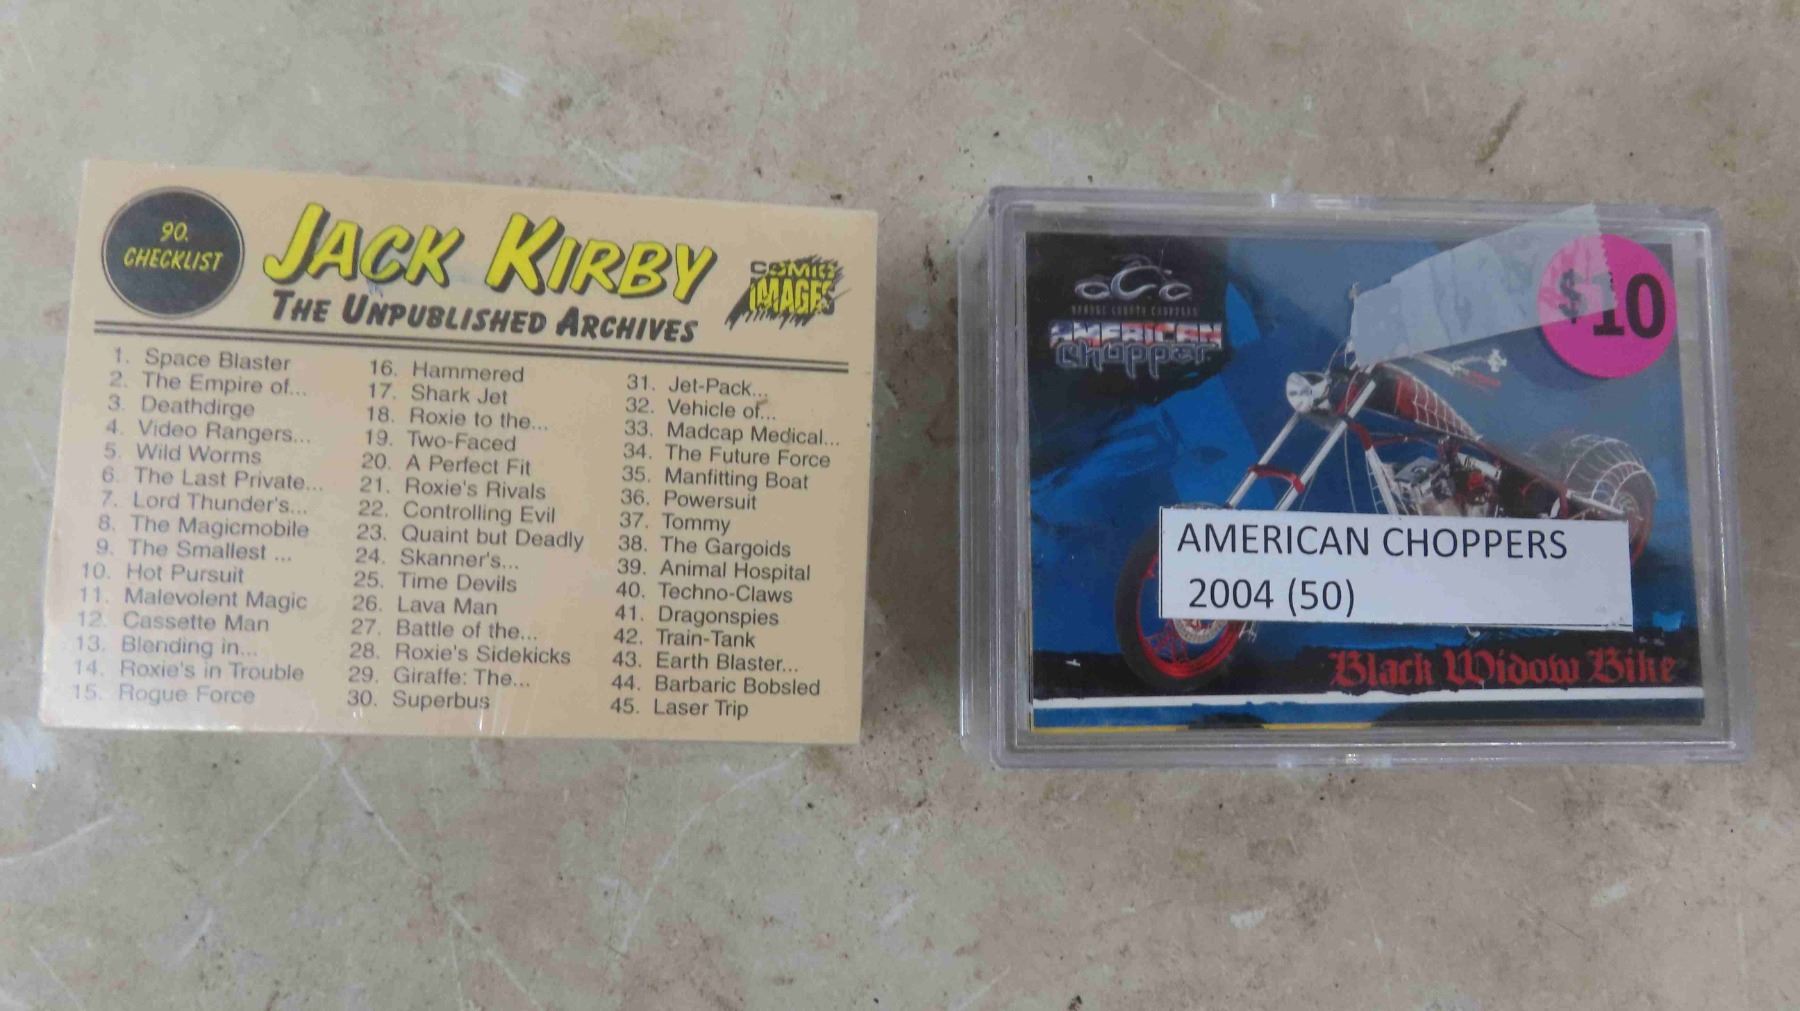 90.
CHECKLIST
JACK KIRBY
THE UNPUBLISHED ARCHIVES
COMIC
IMAGES
1. Space Blaster
2. The Empire of...
3. Deathdirge
4. Video Rangers...
5. Wild Worms
6. The Last Private...
7. Lord Thunder's...
8. The Magicmobile
9. The Smallest ...
10. Hot Pursuit
11. Malevolent Magic
12. Cassette Man
13. Blending in...
14. Roxie's in Trouble
15. Rogue Force
16. Hammered
17. Shark Jet
18. Roxie to the...
19. Two-Faced
20. A Perfect Fit
21. Roxie's Rivals
22. Controlling Evil
23. Quaint but Deadly
24. Skanner's...
25. Time Devils
26. Lava Man
27. Battle of the...
28. Roxie's Sidekicks
29. Giraffe: The...
30. Superbus
31. Jet-Pack...
32. Vehicle of...
33. Madcap Medical...
34. The Future Force
35. Manfitting Boat
36. Powersuit
37. Tommy
38. The Gargoids
39. Animal Hospital
40. Techno-Claws
41. Dragonspies
42. Train-Tank
43. Earth Blaster...
44. Barbaric Bobsled
45. Laser Trip
ORANGE COUNTY CHOPPERS
AMERICAN
Chopper
$10
AMERICAN CHOPPERS
2004 (50)
Black Widow Bike